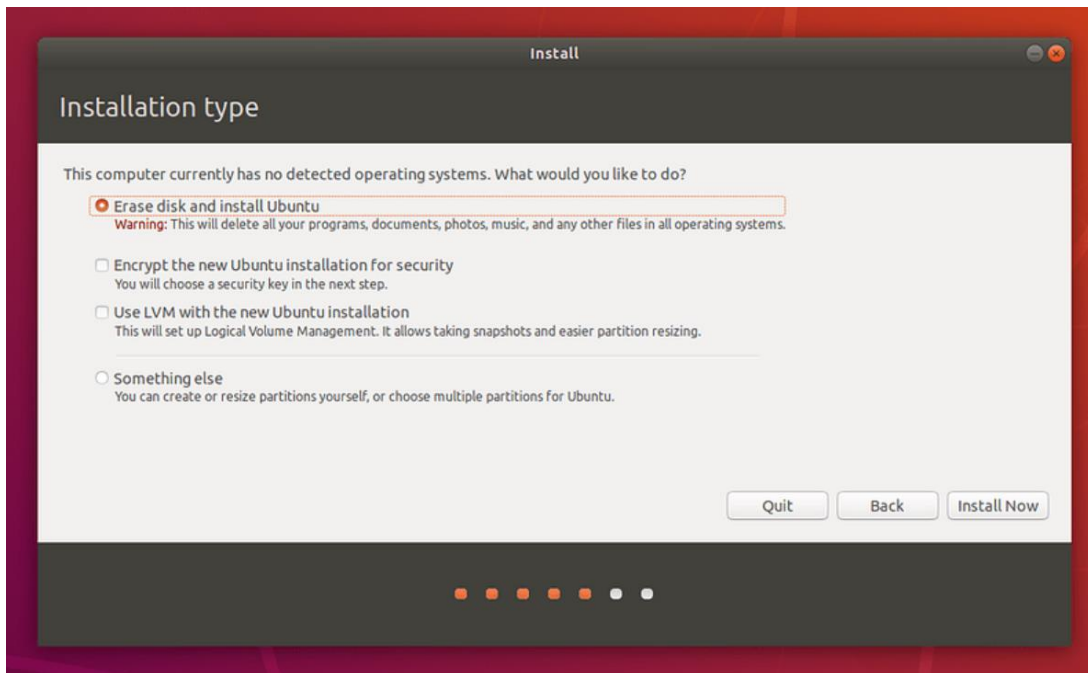 Install
Installation type
This computer currently has no detected operating systems. What would you like to do?
Erase disk and install Ubuntu
Warning: This will delete all your programs, documents, photos, music, and any other files in all operating systems.
Encrypt the new Ubuntu installation for security
You will choose a security key in the next step.
Use LVM with the new Ubuntu installation
This will set up Logical Volume Management. It allows taking snapshots and easier partition resizing.
Something else
You can create or resize partitions yourself, or choose multiple partitions for Ubuntu.
Quit Back Install Now